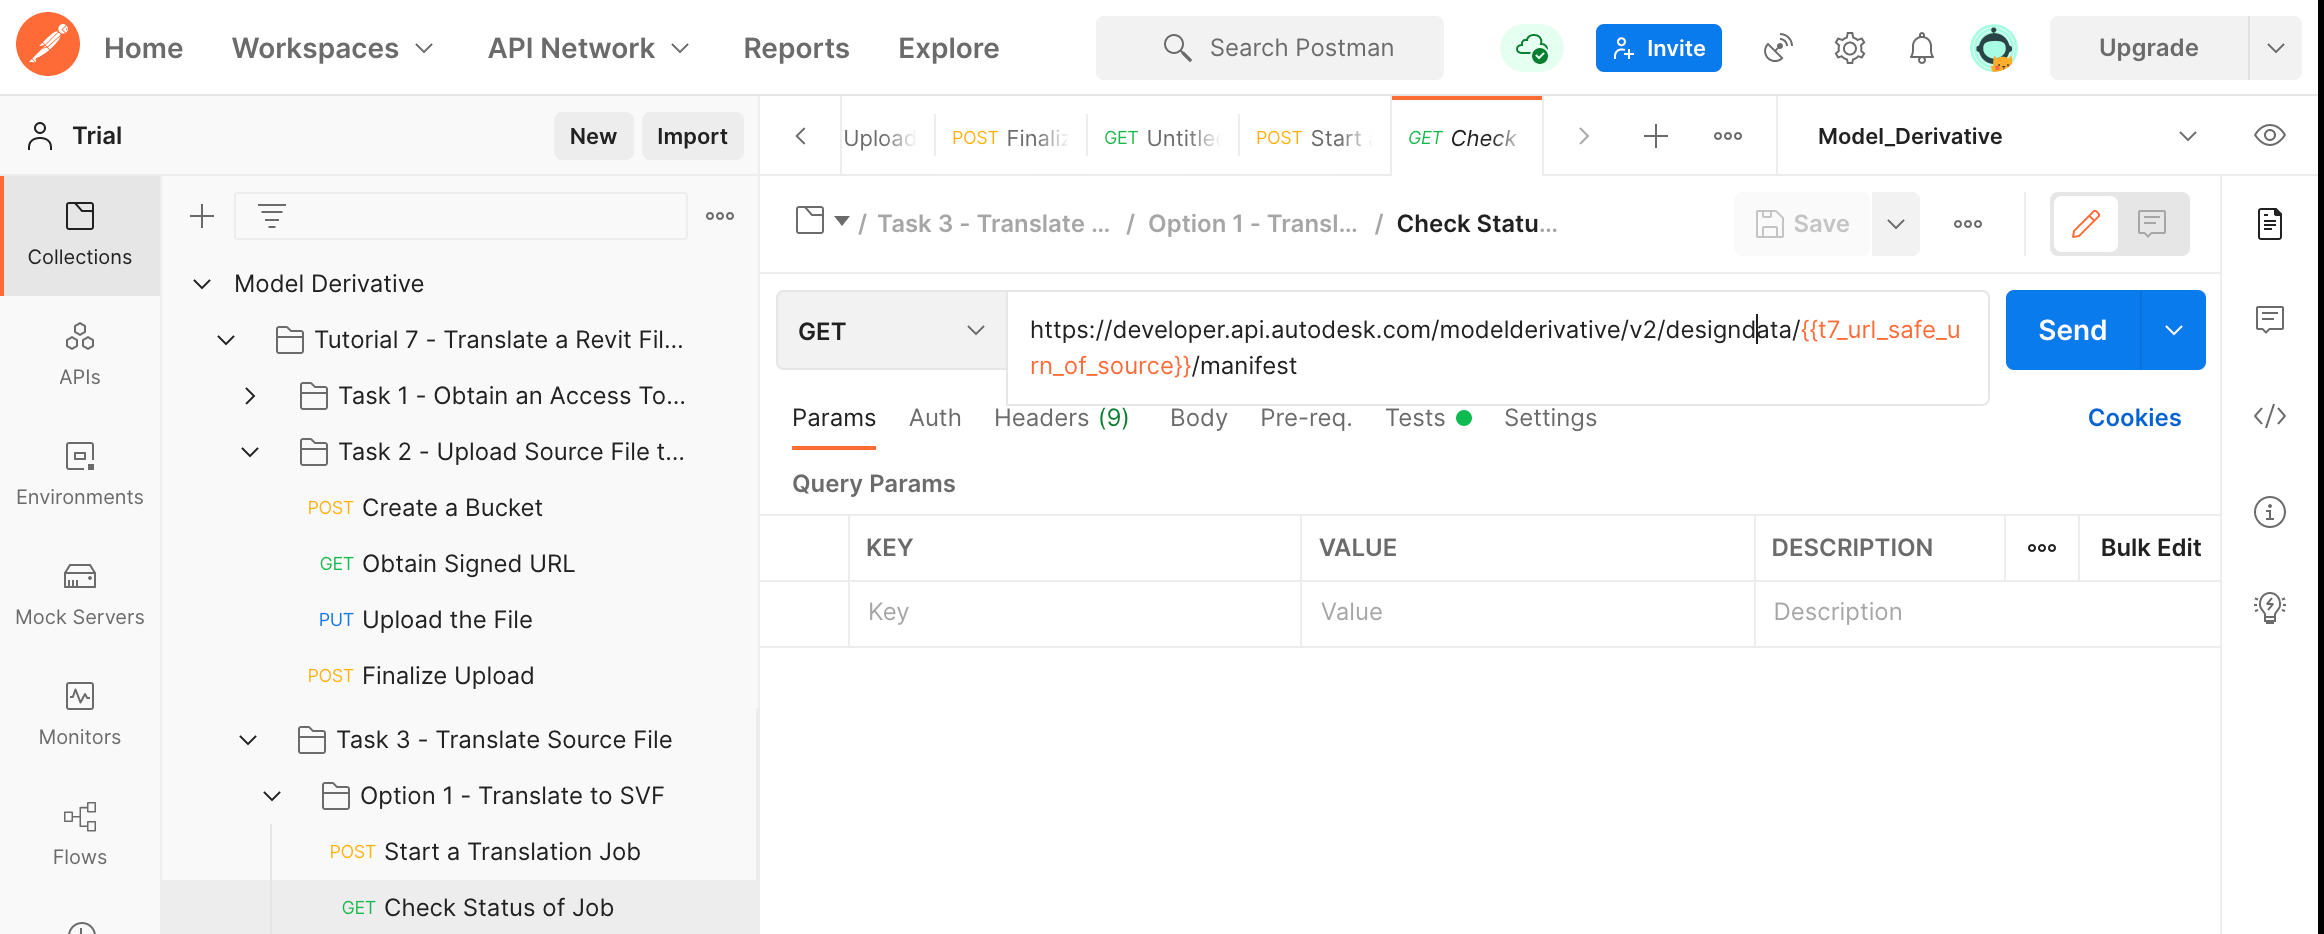 Home Workspaces API Network Reports Explore Search Postman Invite Upgrade
Trial New Import
Upload POST Finaliz GET Untitle POST Start GET Check Model_Derivative
Collections
APIs
Environments
Mock Servers
Monitors
Flows
Model Derivative
Tutorial 7 - Translate a Revit Fil...
Task 1 - Obtain an Access To...
Task 2 - Upload Source File t...
POST Create a Bucket
GET Obtain Signed URL
PUT Upload the File
POST Finalize Upload
Task 3 - Translate Source File
Option 1 - Translate to SVF
POST Start a Translation Job
GET Check Status of Job
/ Task 3 - Translate ... / Option 1 - Transl... / Check Statu... Save
GET https://developer.api.autodesk.com/modelderivative/v2/designdata/{{t7_url_safe_u
rn_of_source}}/manifest
Send
Params Auth Headers (9) Body Pre-req. Tests Settings Cookies
Query Params
KEY VALUE DESCRIPTION Bulk Edit
Key Value Description